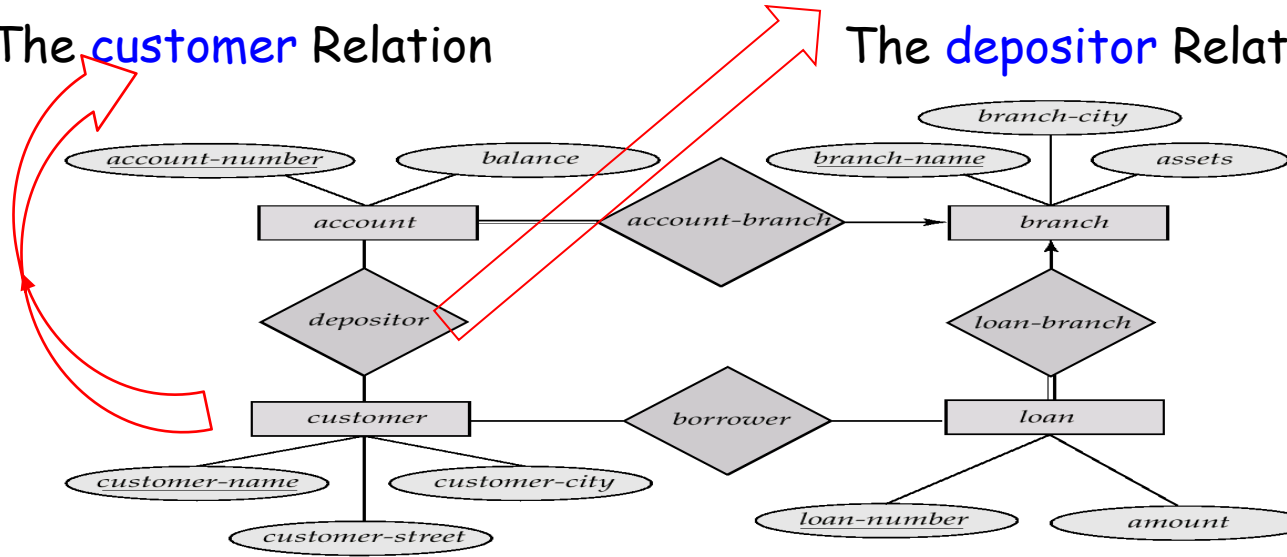 The customer Relation
The depositor Relat
branch-city
account-number
balance
branch-name
assets
account
account-branch
branch
depositor
loan-branch
customer
borrower
loan
customer-name
customer-city
customer-street
loan-number
amount